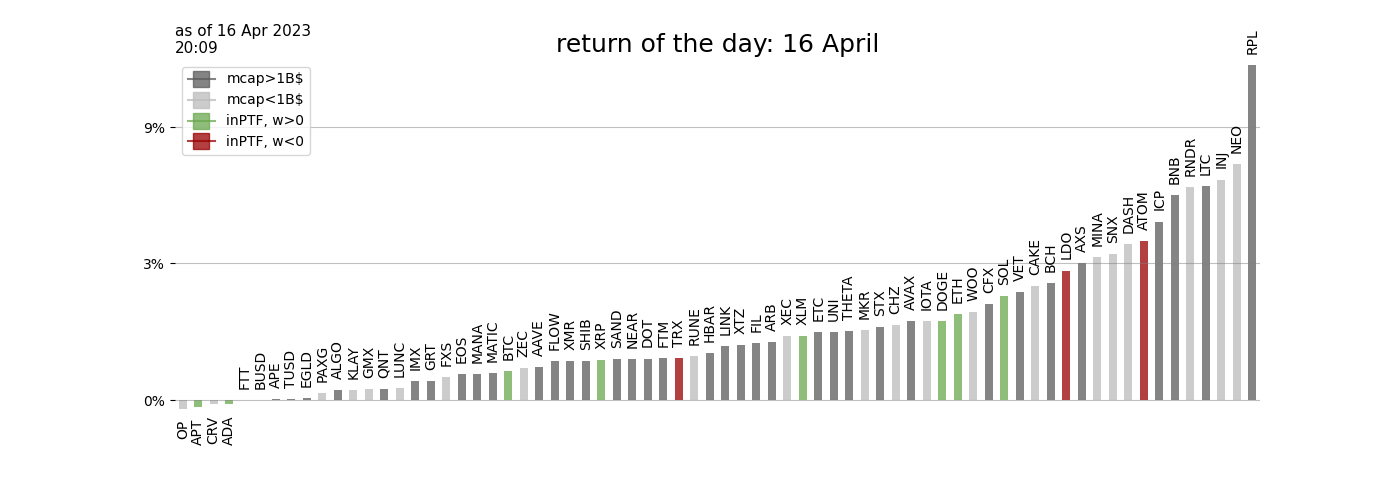 as of 16 Apr 2023
20:09
return of the day: 16 April
mcap>1B$
mcap<1B$
inPTF, w>0
inPTF, w<0
9%
3%
0%
OP
APT
CRV
ADA
FTT
BUSD
APE
TUSD
EGLD
PAXG
ALGO
KLAY
GMX
QNT
LUNC
IMX
GRT
FXS
EOS
MANA
MATIC
BTC
ZEC
AAVE
FLOW
XMR
SHIB
XRP
SAND
NEAR
DOT
FTM
TRX
RUNE
HBAR
LINK
XTZ
FIL
ARB
XEC
XLM
ETC
UNI
THETA
MKR
STX
CHZ
AVAX
IOTA
DOGE
ETH
WOO
CFX
SOL
VET
CAKE
BCH
LDO
AXS
MINA
SNX
DASH
ATOM
ICP
BNB
RNDR
LTC
INJ
NEO
RPL